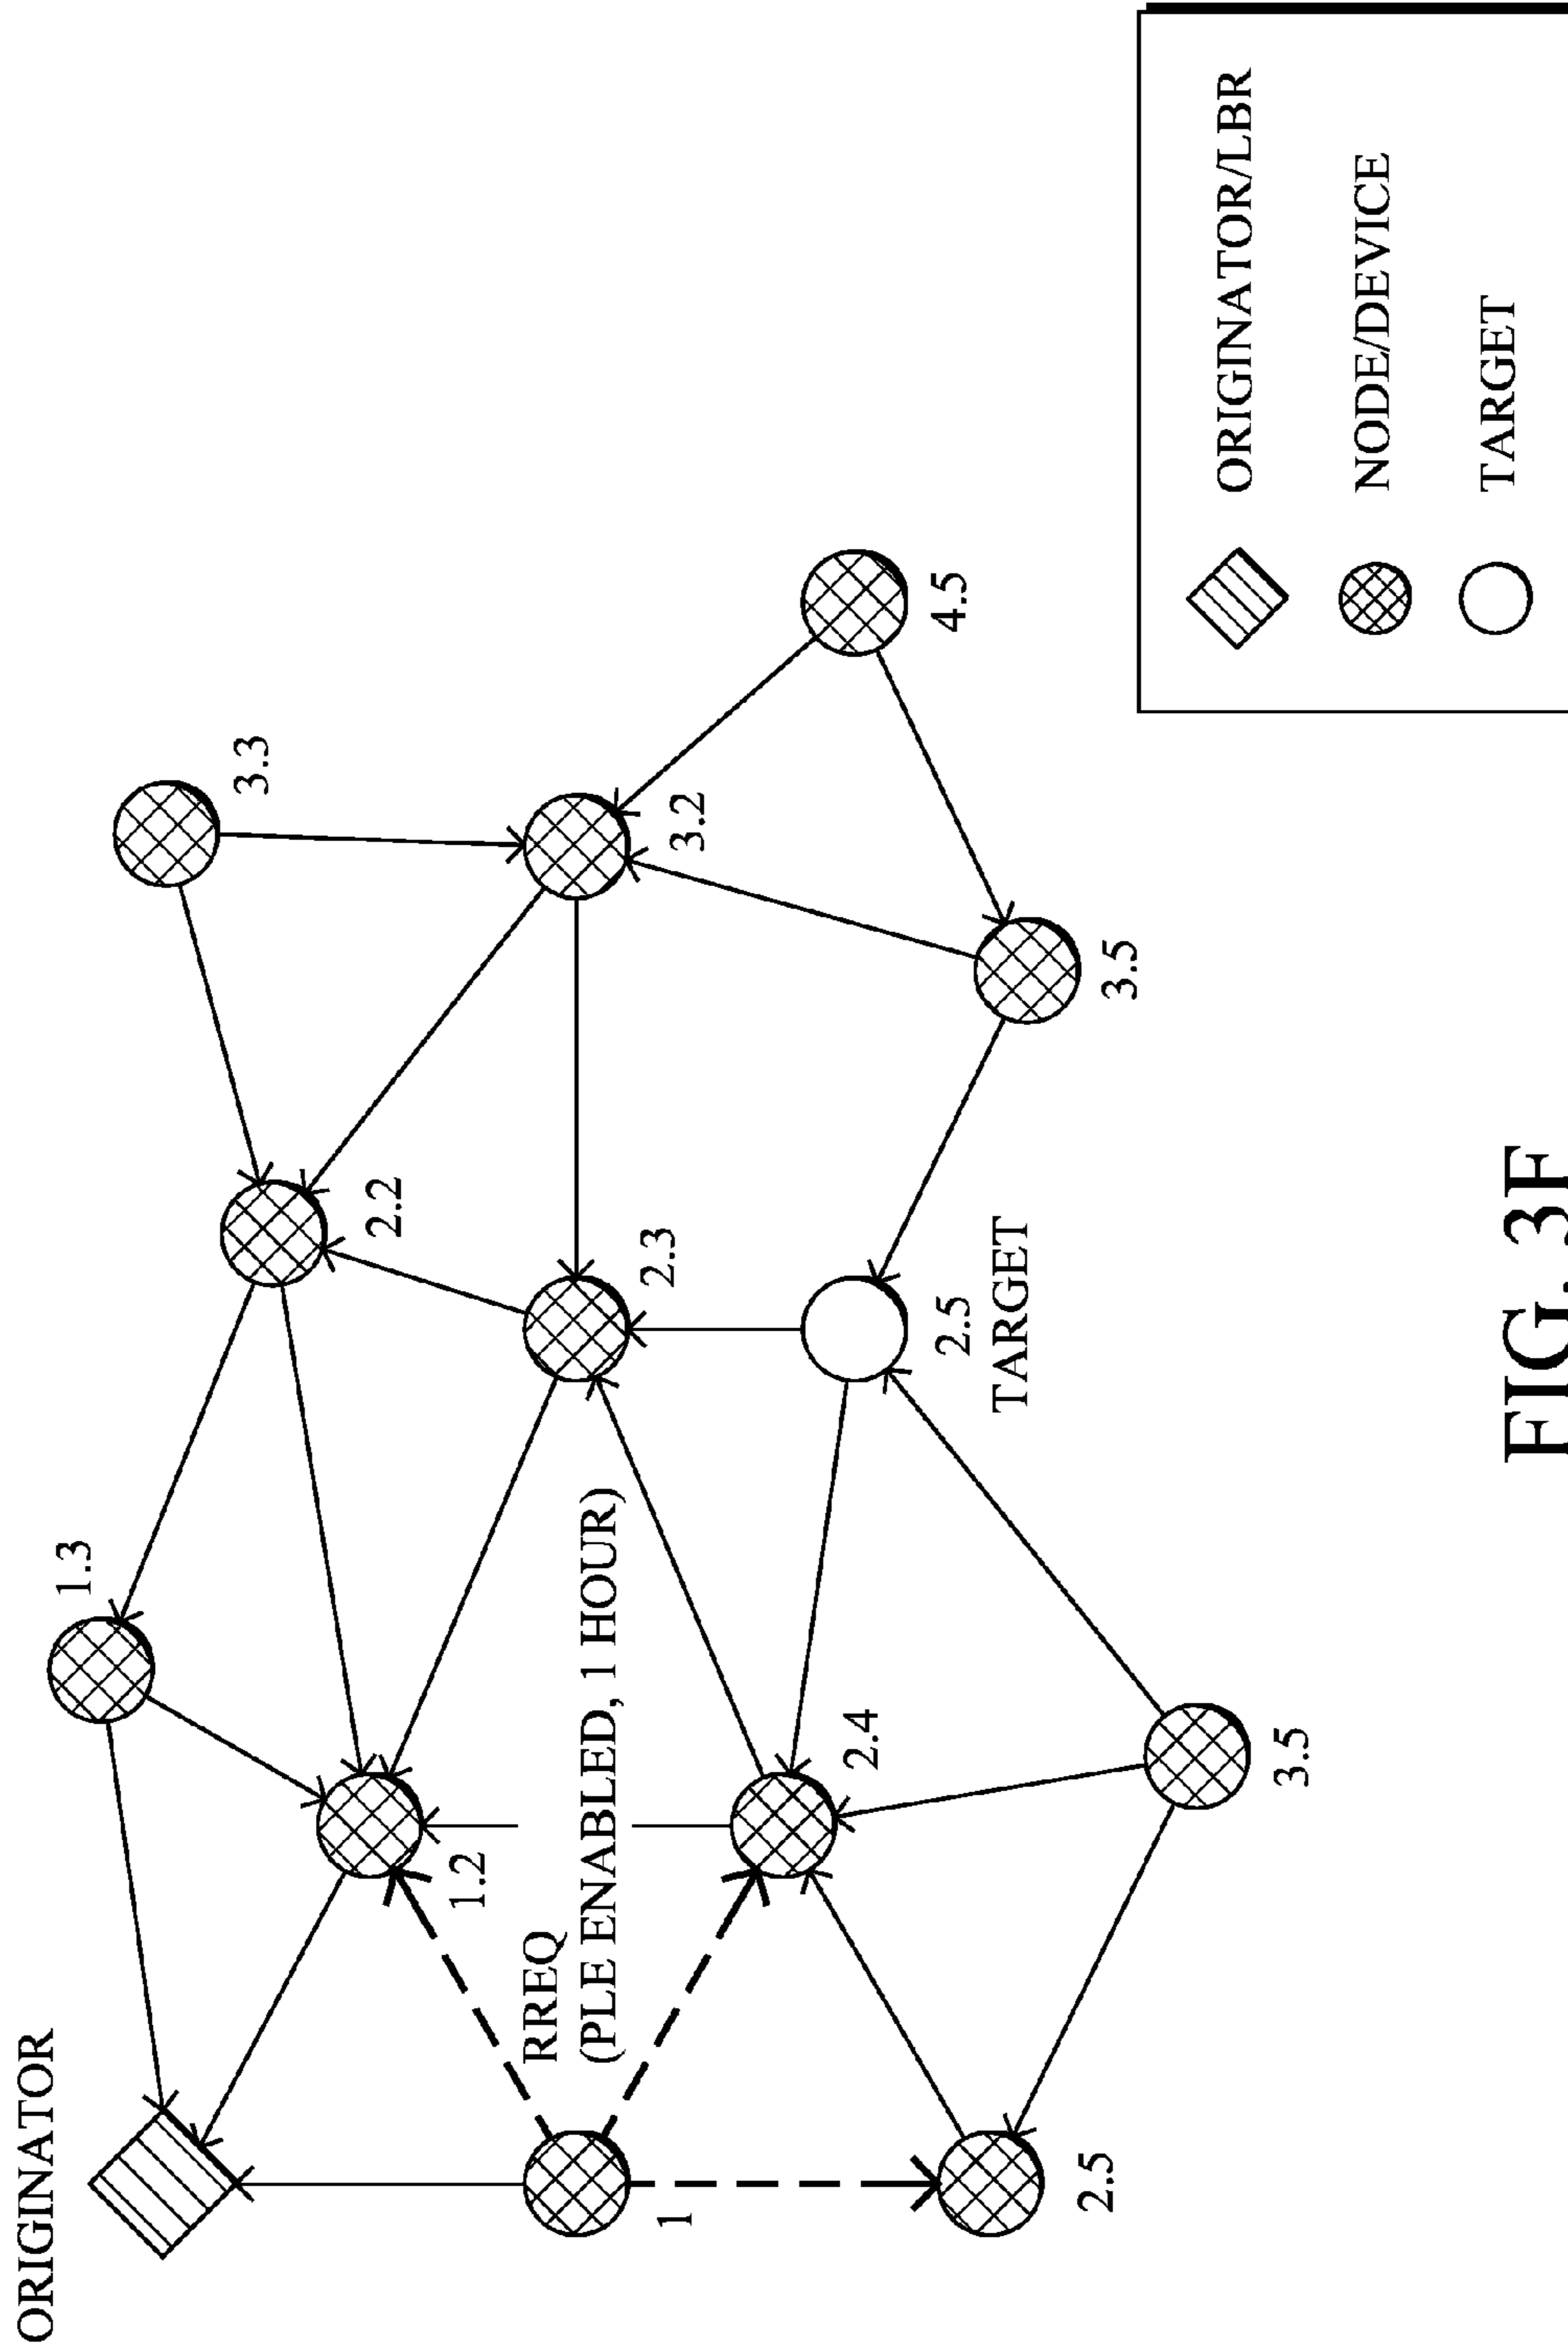 ORIGINATOR
1.3
3.3
2.2
1.2
RREQ
(PLE ENABLED, 1 HOUR)
2.3
1
3.2
2.4
4.5
2.5
TARGET
2.5
3.5
3.5
ORIGINATOR/LBR
NODE/DEVICE
TARGET
FIG. 3F